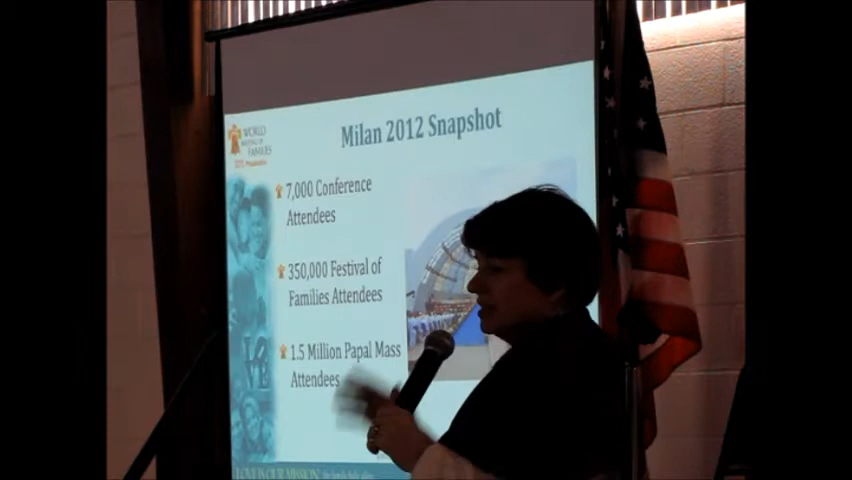 WORLD
MEETING OF
FAMILIES
Milan 2012 Snapshot
7,000 Conference
Attendees
350,000 Festival of
Families Attendees
1.5 Million Papal Mass
Attendees
LOVE IS OUR MISSION: